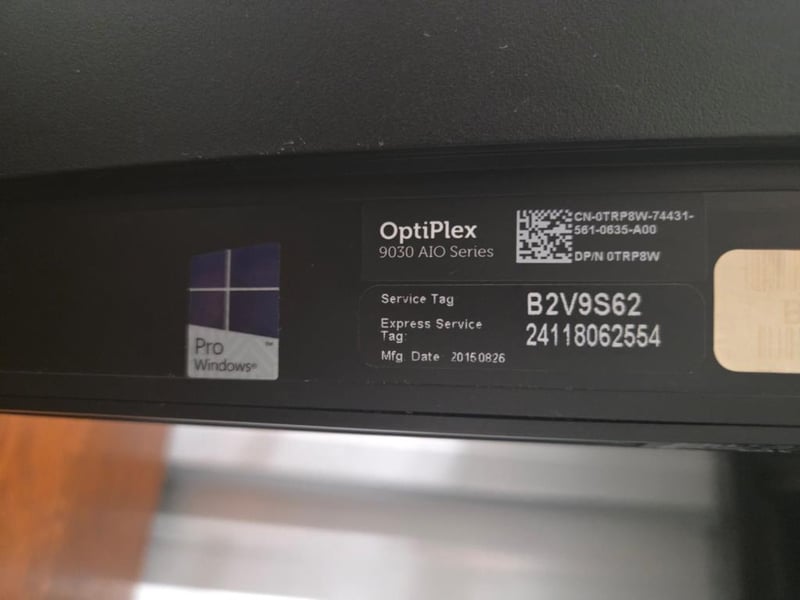 OptiPlex
9030 AIO Series
CN-0TRP8W-74431-
561-0635-A00
DP/N 0TRP8W
Service Tag
B2V9S62
Express Service
Tag:
24118062554
Mfg Date 20150826
Pro
Windows®